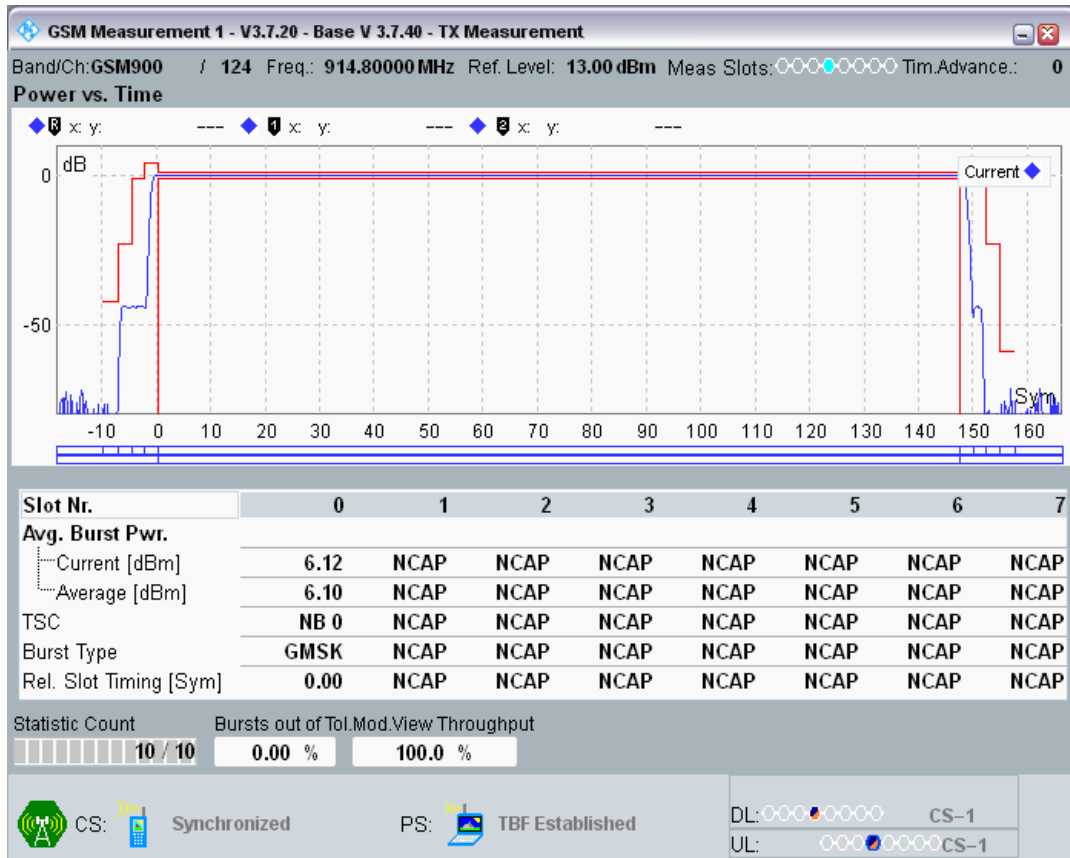 GSM Measurement 1 - V3.7.20 - Base V 3.7.40 - TX Measurement
Band/Ch:GSM900 / 124 Freq.: 914.80000 MHz Ref. Level: 13.00 dBm Meas Slots: Tim.Advance.: 0
Power vs. Time
R x: y: --- 1 x: y: --- 2 x: y: ---
dB
Current
0
-50
Sym
-10 0 10 20 30 40 50 60 70 80 90 100 110 120 130 140 150 160
Slot Nr. 0 1 2 3 4 5 6 7
Avg. Burst Pwr.
Current [dBm] 6.12 NCAP NCAP NCAP NCAP NCAP NCAP NCAP
Average [dBm] 6.10 NCAP NCAP NCAP NCAP NCAP NCAP NCAP
TSC NB 0 NCAP NCAP NCAP NCAP NCAP NCAP NCAP
Burst Type GMSK NCAP NCAP NCAP NCAP NCAP NCAP NCAP
Rel. Slot Timing [Sym] 0.00 NCAP NCAP NCAP NCAP NCAP NCAP NCAP
Statistic Count Bursts out of Tol. Mod.View Throughput
10 / 10 0.00 % 100.0 %
CS: Synchronized PS: TBF Established
DL: CS-1
UL: CS-1